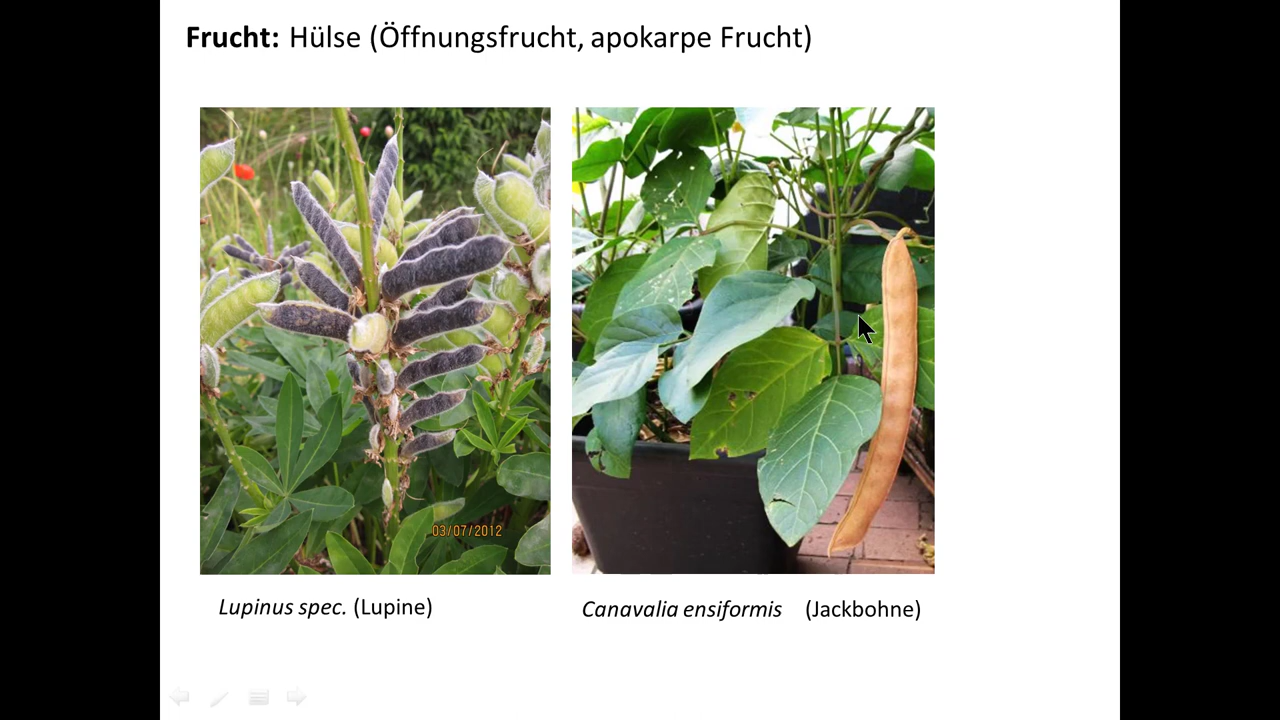 Frucht: Hülse (Öffnungsfrucht, apokarpe Frucht)
03/07/2012
Lupinus spec. (Lupine)
Canavalia ensiformis (Jackbohne)